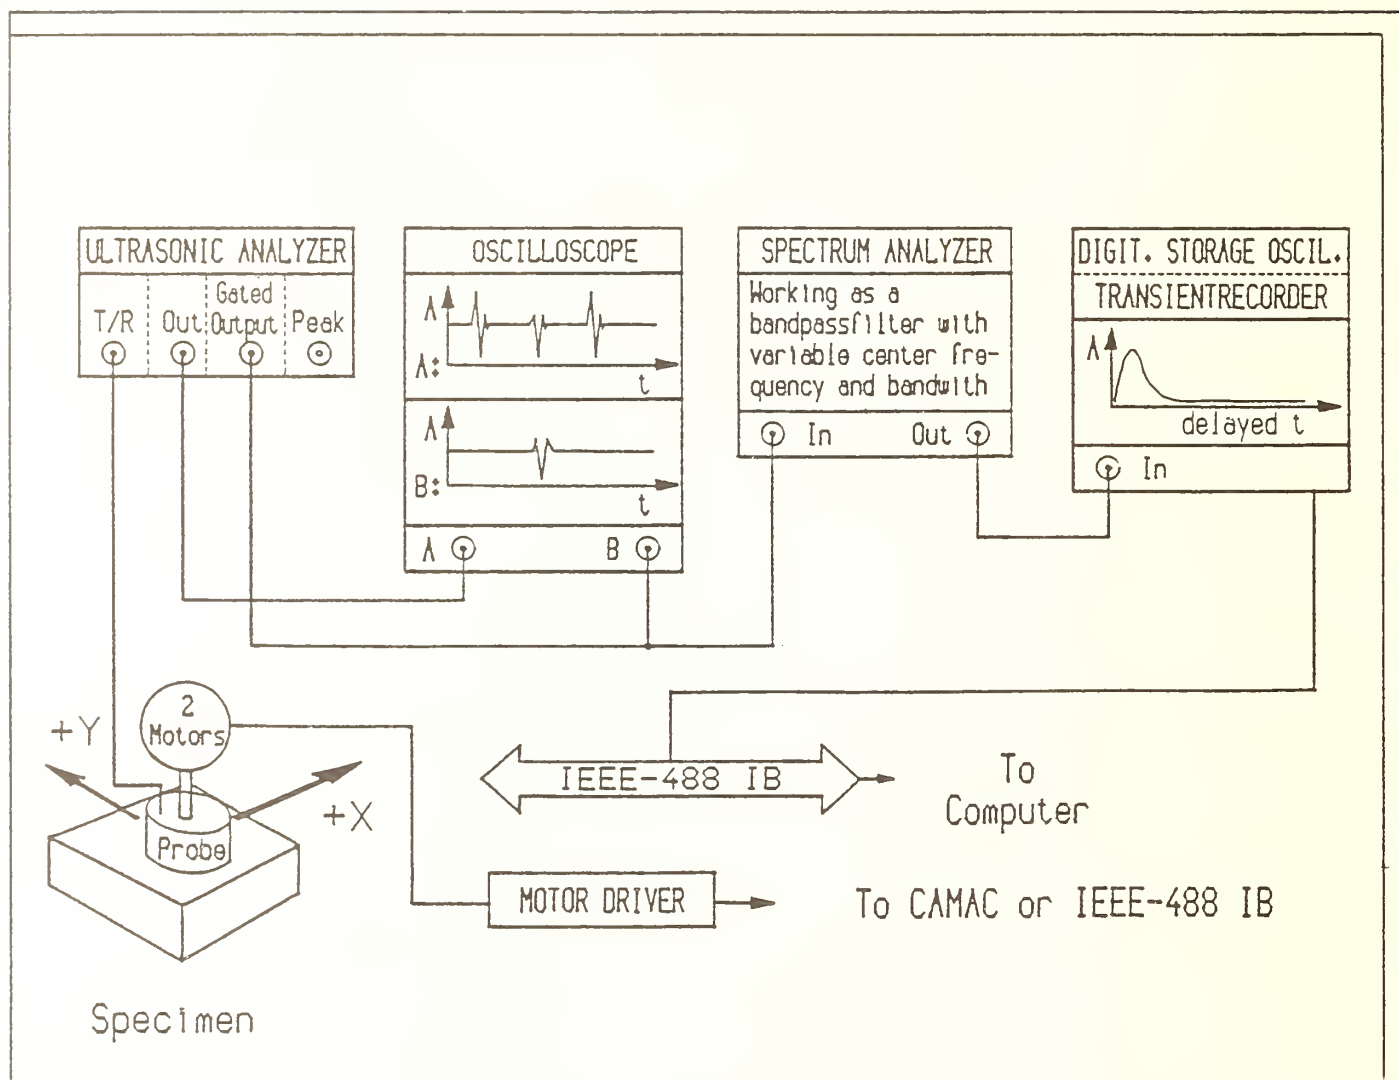 ULTRASONIC ANALYZER
T/R
Out
Gated
Output
Peak
OSCILLOSCOPE
A
A:
t
A
B:
t
A
B
SPECTRUM ANALYZER
Working as a
bandpassfilter with
variable center fre-
quency and bandwith
In
Out
DIGIT. STORAGE OSCIL.
TRANSIENTRECORDER
A
delayed t
In
2
Motors
+Y
+X
Probe
Specimen
IEEE-488 IB
To
Computer
MOTOR DRIVER
To CAMAC or IEEE-488 IB